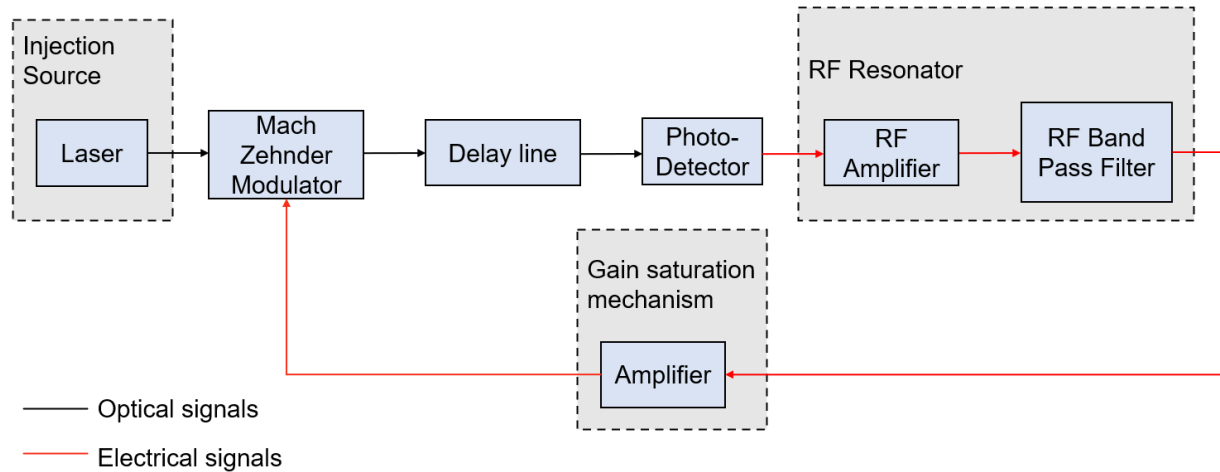 Injection
Source
Laser
Mach
Zehnder
Modulator
Delay line
Photo-
Detector
RF Resonator
RF
Amplifier
RF Band
Pass Filter
Gain saturation
mechanism
Amplifier
Optical signals
Electrical signals